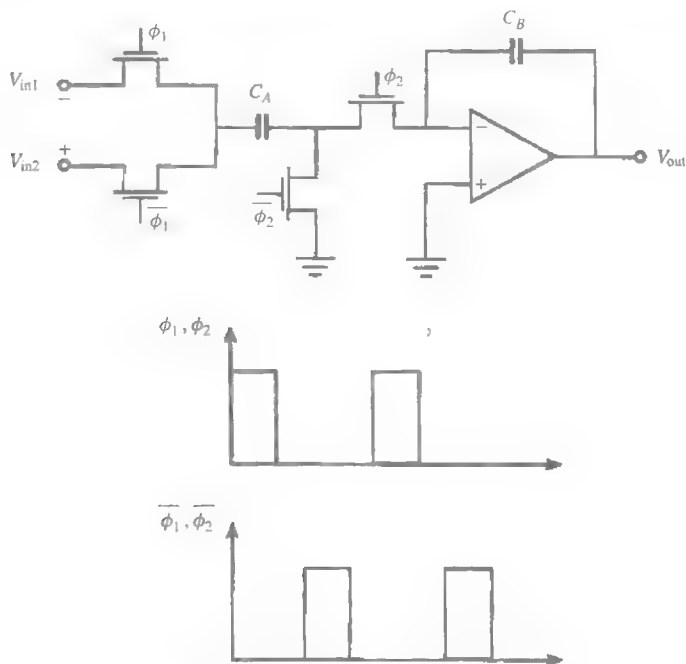 ϕ₁
V_in1
−
C_A
ϕ₂
C_B
−
+
V_out
+
V_in2
ϕ̅₁
ϕ̅₂
ϕ₁, ϕ₂
ϕ̅₁, ϕ̅₂